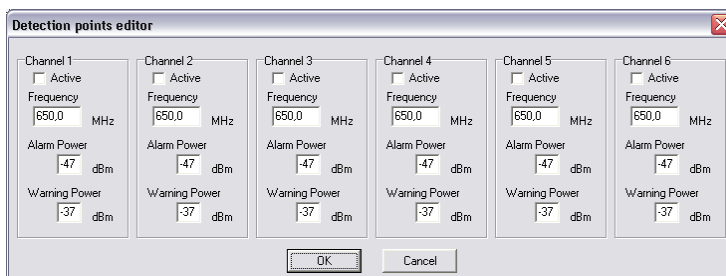 Detection points editor
Channel 1 Channel 2 Channel 3 Channel 4 Channel 5 Channel 6
Active Active Active Active Active Active
Frequency Frequency Frequency Frequency Frequency Frequency
650,0 MHz 650,0 MHz 650,0 MHz 650,0 MHz 650,0 MHz 650,0 MHz
Alarm Power Alarm Power Alarm Power Alarm Power Alarm Power Alarm Power
-47 dBm -47 dBm -47 dBm -47 dBm -47 dBm -47 dBm
Warning Power Warning Power Warning Power Warning Power Warning Power Warning Power
-37 dBm -37 dBm -37 dBm -37 dBm -37 dBm -37 dBm
OK Cancel